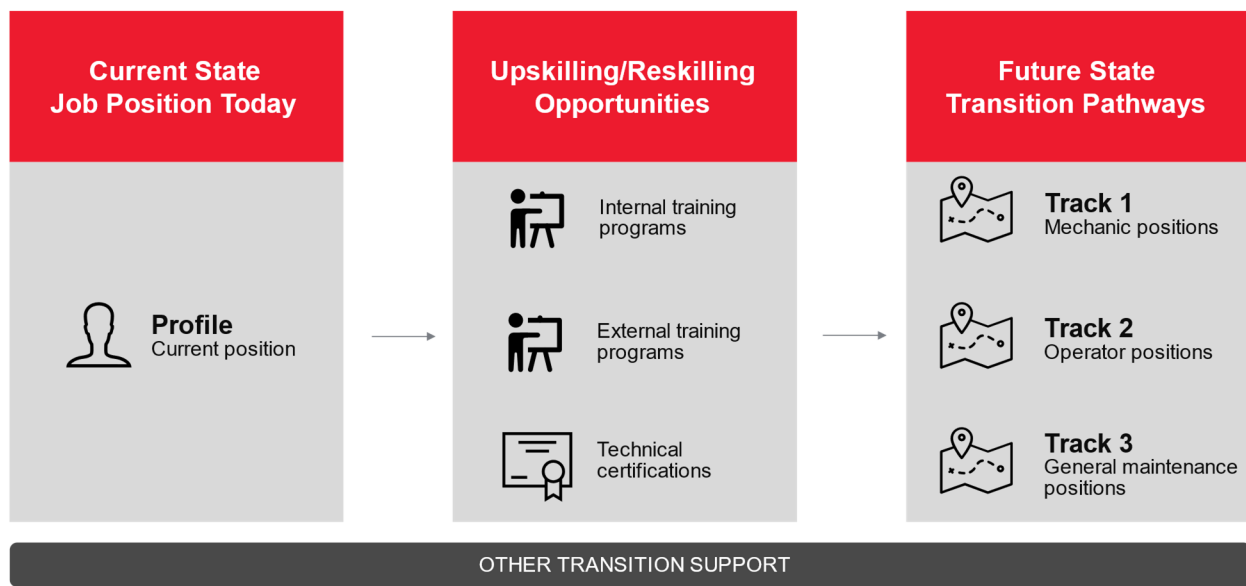 Current State
Job Position Today
Profile
Current position
Upskilling/Reskilling
Opportunities
Internal training
programs
External training
programs
Technical
certifications
Future State
Transition Pathways
Track 1
Mechanic positions
Track 2
Operator positions
Track 3
General maintenance
positions
OTHER TRANSITION SUPPORT